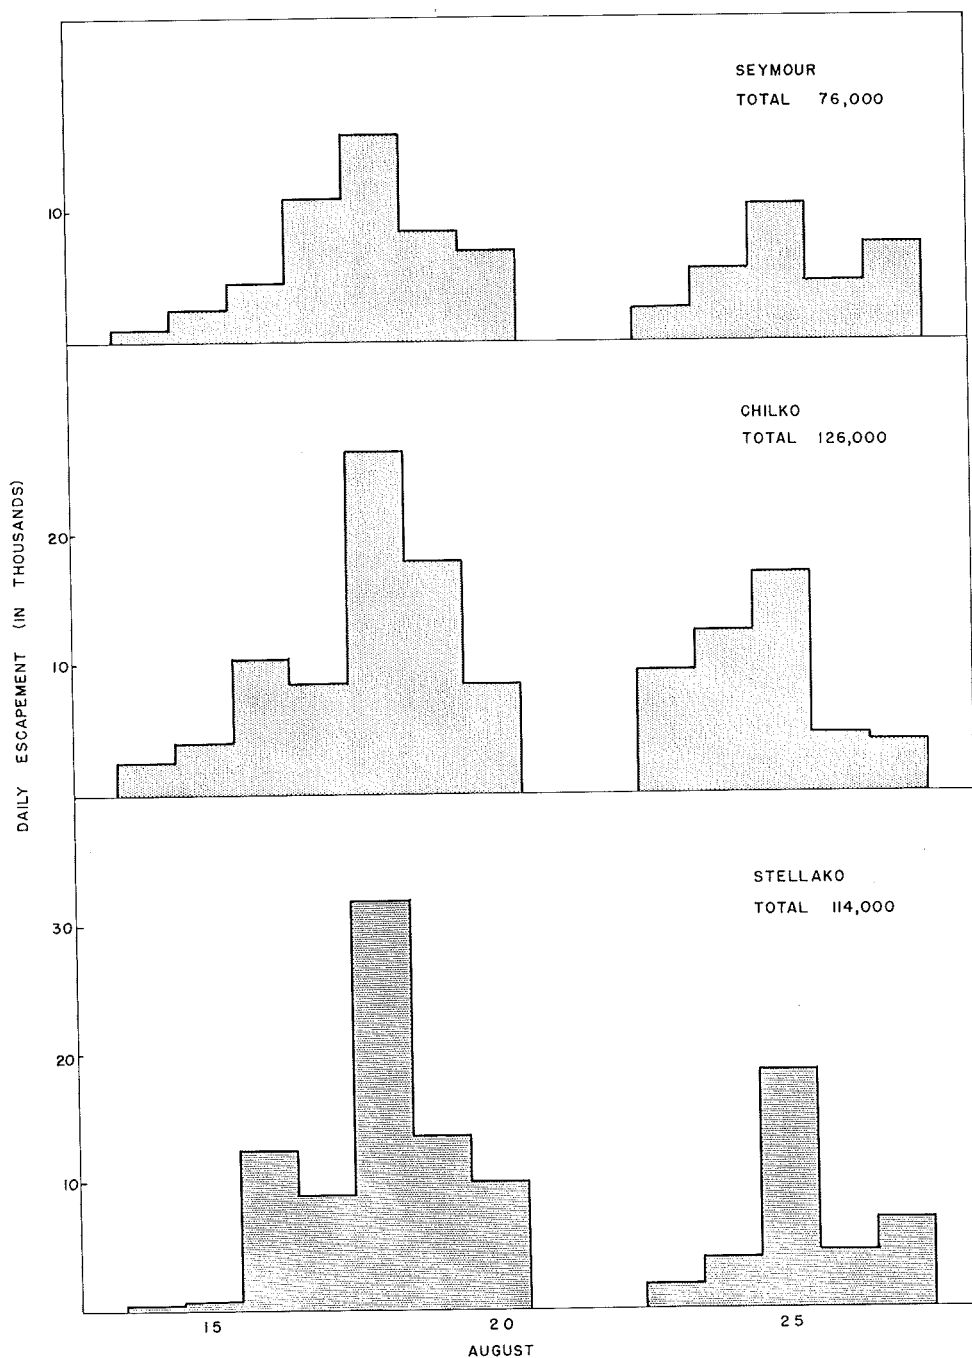 SEYMOUR
TOTAL 76,000
10
CHILKO
TOTAL 126,000
20
10
DAILY ESCAPEMENT (IN THOUSANDS)
STELLAKO
TOTAL 114,000
30
20
10
15 20 25
AUGUST